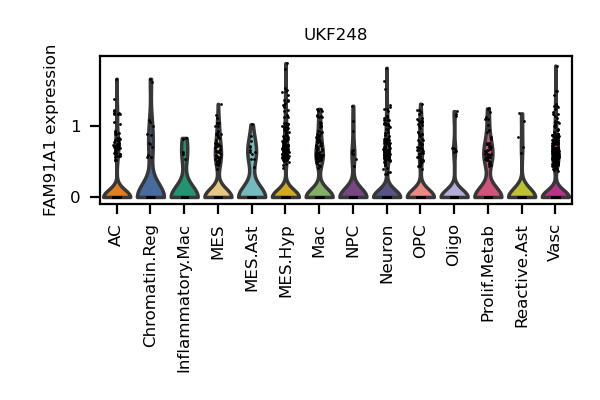 UKF248
FAM91A1 expression
1
0
AC
Chromatin.Reg
Inflammatory.Mac
MES
MES.Ast
MES.Hyp
Mac
NPC
Neuron
OPC
Oligo
Prolif.Metab
Reactive.Ast
Vasc